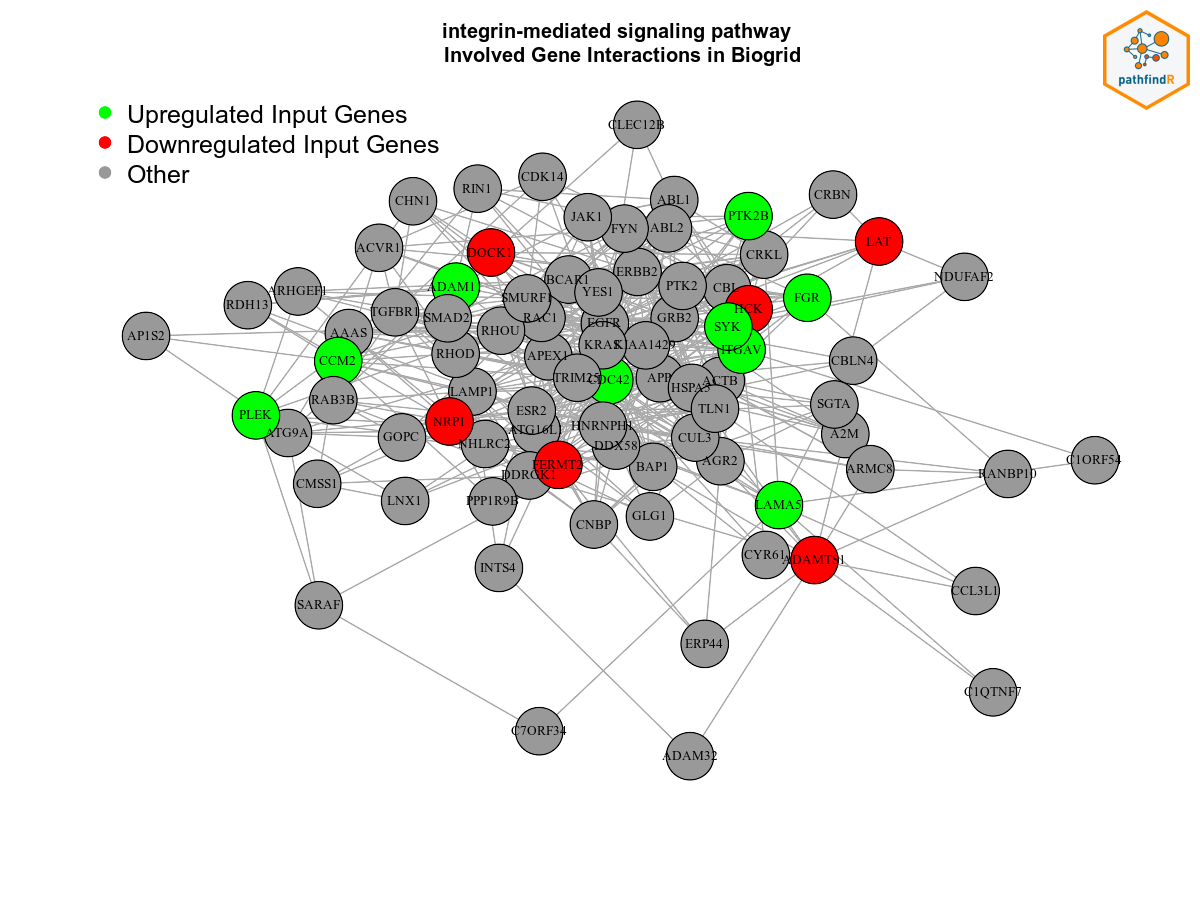 integrin-mediated signaling pathway
Involved Gene Interactions in Biogrid
pathfindR
Upregulated Input Genes
Downregulated Input Genes
Other
CLEC12B
CDK14
RIN1
CHN1
ABL1
CRBN
JAK1
FYN
ABL2
PTK2B
LAT
ACVR1
DOCK1
CRKL
NDUFAF2
ARHGEF1
ADAM1
BCAR1
ERBB2
PTK2
CBL
FGR
RDH13
TGFBR1
SMURF1
YES1
HCK
AP1S2
AAAS
SMAD2
RHOU
RAC1
EGFR
GRB2
SYK
CCM2
RHOD
APEX1
KRAS
KIAA1429
ITGAV
CBLN4
RAB3B
LAMP1
TRIM25
CDC42
APP
HSPA5
ACTB
PLEK
ATG9A
GOPC
NRP1
ESR2
ATG16L
HNRNPH1
TLN1
SGTA
A2M
NHLRC2
DDX58
CUL3
CMSS1
LNX1
DDRGK1
FERMT2
BAP1
AGR2
ARMC8
RANBP10
C1ORF54
PPP1R9B
CNBP
GLG1
LAMA5
INTS4
CYR61
ADAMTS1
CCL3L1
SARAF
ERP44
C1QTNF7
C7ORF34
ADAM32